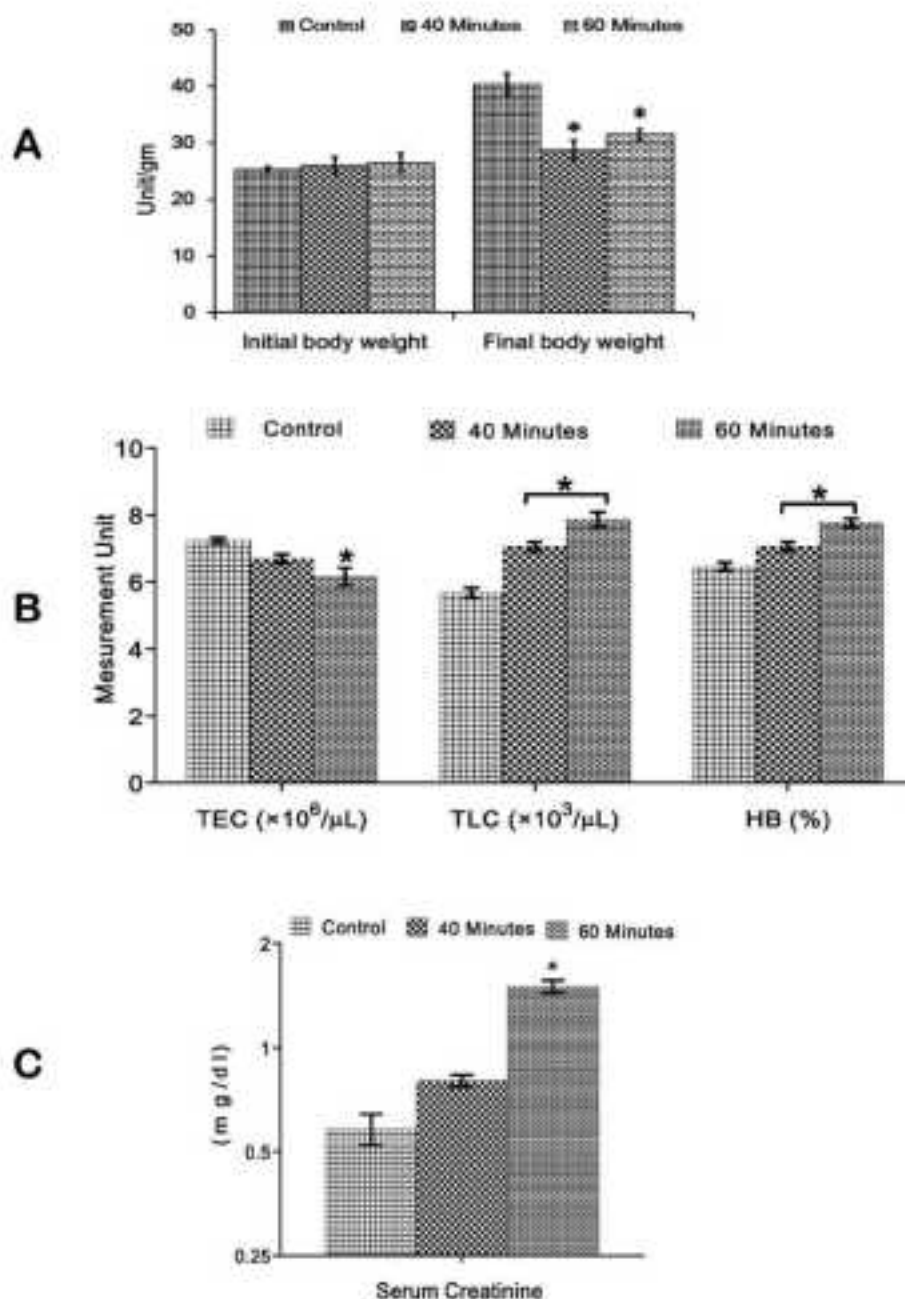 Control 40 Minutes 60 Minutes
50
40
30
20
10
0
Unit/gm
A
*
*
Initial body weight Final body weight
Control 40 Minutes 60 Minutes
10
8
6
4
2
0
Mesurement Unit
B
*
*
*
TEC (×10⁶/µL) TLC (×10³/µL) HB (%)
Control 40 Minutes 60 Minutes
2
1
0.5
0.25
(mg/dl)
C
*
Serum Creatinine